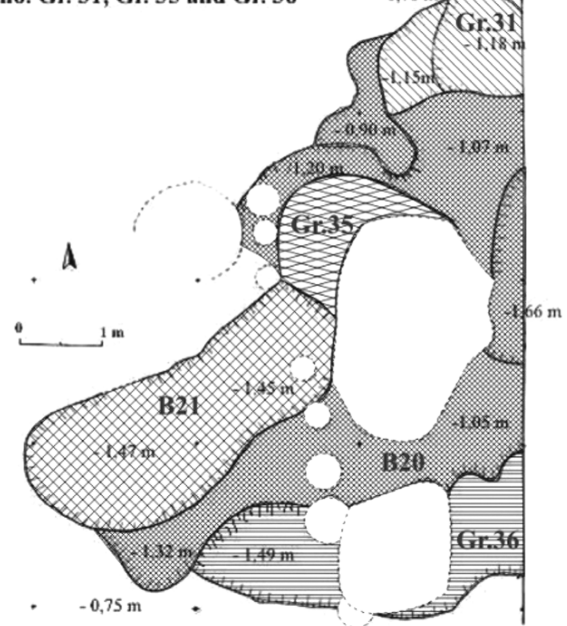 Gr.31
- 1,18 m
-1,15m
- 0,90 m
- 1,07 m
1,20 m
Gr.35
-1,66 m
0 1 m
- 1,45 m
B21
-1,05 m
- 1,47 m
B20
Gr.36
- 1,32 m
- 1,49 m
- 0,75 m